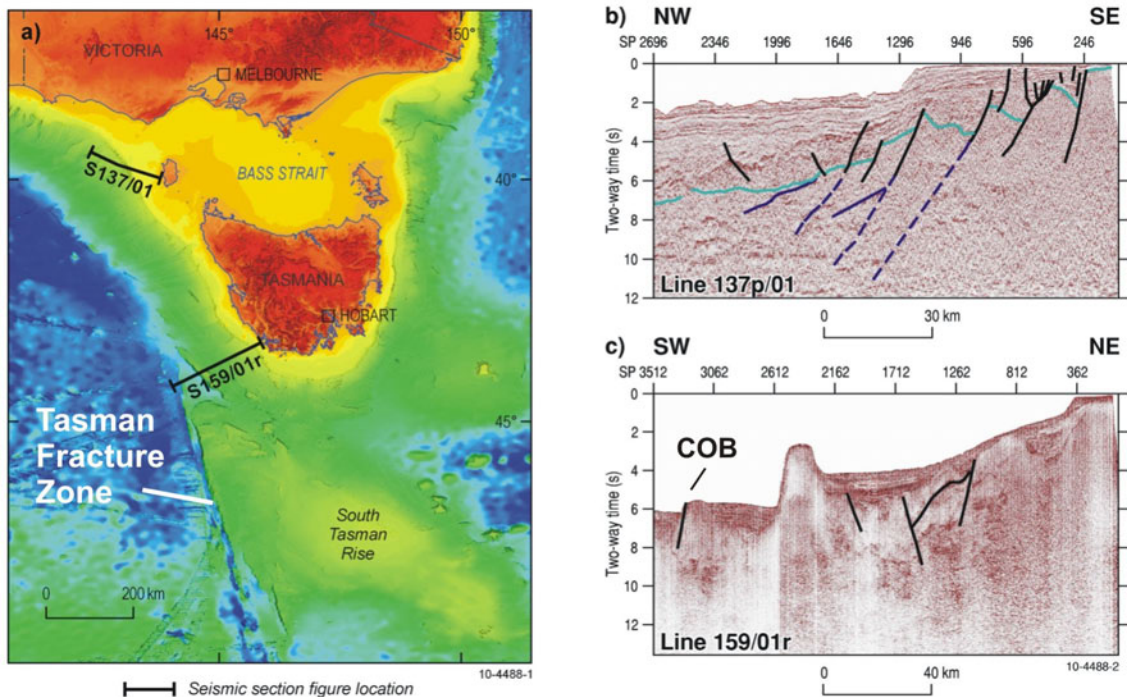 a)
145°
150°
VICTORIA
MELBOURNE
40°
S137/01
BASS STRAIT
TASMANIA
HOBART
S159/01r
45°
Tasman
Fracture
Zone
South
Tasman
Rise
0 200 km
10-4488-1
Seismic section figure location
b) NW SE
SP 2696 2346 1996 1646 1296 946 596 246
0
2
4
6
8
10
12
Two-way time (s)
Line 137p/01
0 30 km
c) SW NE
SP 3512 3062 2612 2162 1712 1262 812 362
0
2
4
6
8
10
12
Two-way time (s)
COB
Line 159/01r
0 40 km
10-4488-2